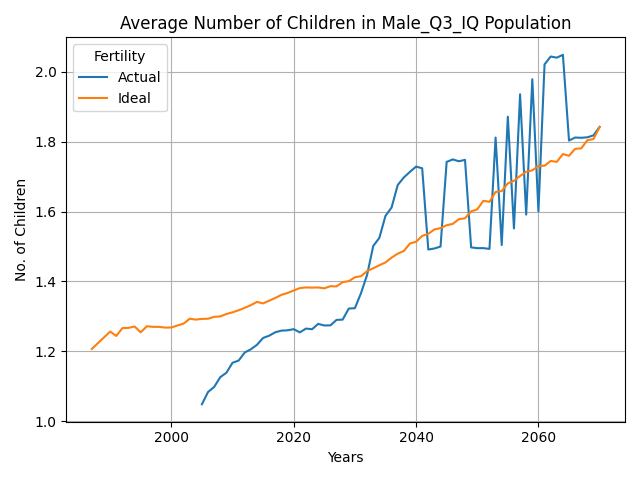 Average Number of Children in Male_Q3_IQ Population
Fertility
Actual
Ideal
No. of Children
2.0
1.8
1.6
1.4
1.2
1.0
2000 2020 2040 2060
Years